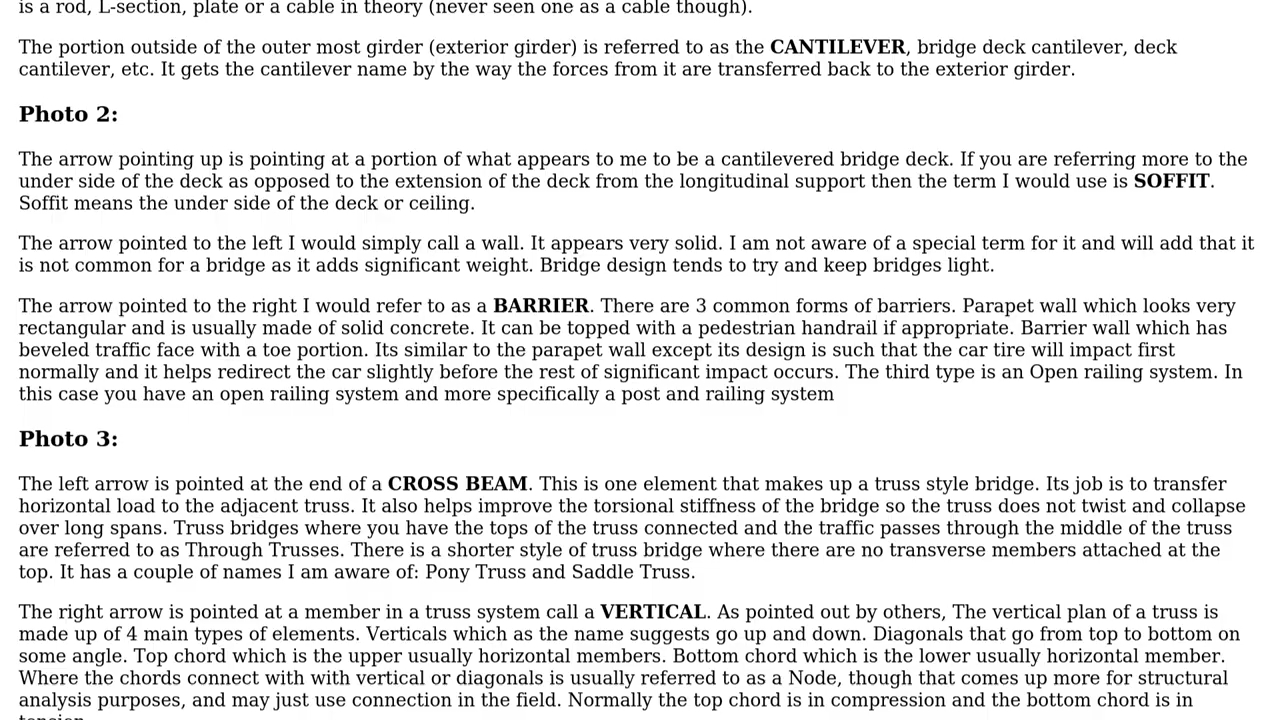 is a rod, L-section, plate or a cable in theory (never seen one as a cable though).
The portion outside of the outer most girder (exterior girder) is referred to as the CANTILEVER, bridge deck cantilever, deck
cantilever, etc. It gets the cantilever name by the way the forces from it are transferred back to the exterior girder.
Photo 2:
The arrow pointing up is pointing at a portion of what appears to me to be a cantilevered bridge deck. If you are referring more to the
under side of the deck as opposed to the extension of the deck from the longitudinal support then the term I would use is SOFFIT.
Soffit means the under side of the deck or ceiling.
The arrow pointed to the left I would simply call a wall. It appears very solid. I am not aware of a special term for it and will add that it
is not common for a bridge as it adds significant weight. Bridge design tends to try and keep bridges light.
The arrow pointed to the right I would refer to as a BARRIER. There are 3 common forms of barriers. Parapet wall which looks very
rectangular and is usually made of solid concrete. It can be topped with a pedestrian handrail if appropriate. Barrier wall which has
beveled traffic face with a toe portion. Its similar to the parapet wall except its design is such that the car tire will impact first
normally and it helps redirect the car slightly before the rest of significant impact occurs. The third type is an Open railing system. In
this case you have an open railing system and more specifically a post and railing system
Photo 3:
The left arrow is pointed at the end of a CROSS BEAM. This is one element that makes up a truss style bridge. Its job is to transfer
horizontal load to the adjacent truss. It also helps improve the torsional stiffness of the bridge so the truss does not twist and collapse
over long spans. Truss bridges where you have the tops of the truss connected and the traffic passes through the middle of the truss
are referred to as Through Trusses. There is a shorter style of truss bridge where there are no transverse members attached at the
top. It has a couple of names I am aware of: Pony Truss and Saddle Truss.
The right arrow is pointed at a member in a truss system call a VERTICAL. As pointed out by others, The vertical plan of a truss is
made up of 4 main types of elements. Verticals which as the name suggests go up and down. Diagonals that go from top to bottom on
some angle. Top chord which is the upper usually horizontal members. Bottom chord which is the lower usually horizontal member.
Where the chords connect with with vertical or diagonals is usually referred to as a Node, though that comes up more for structural
analysis purposes, and may just use connection in the field. Normally the top chord is in compression and the bottom chord is in